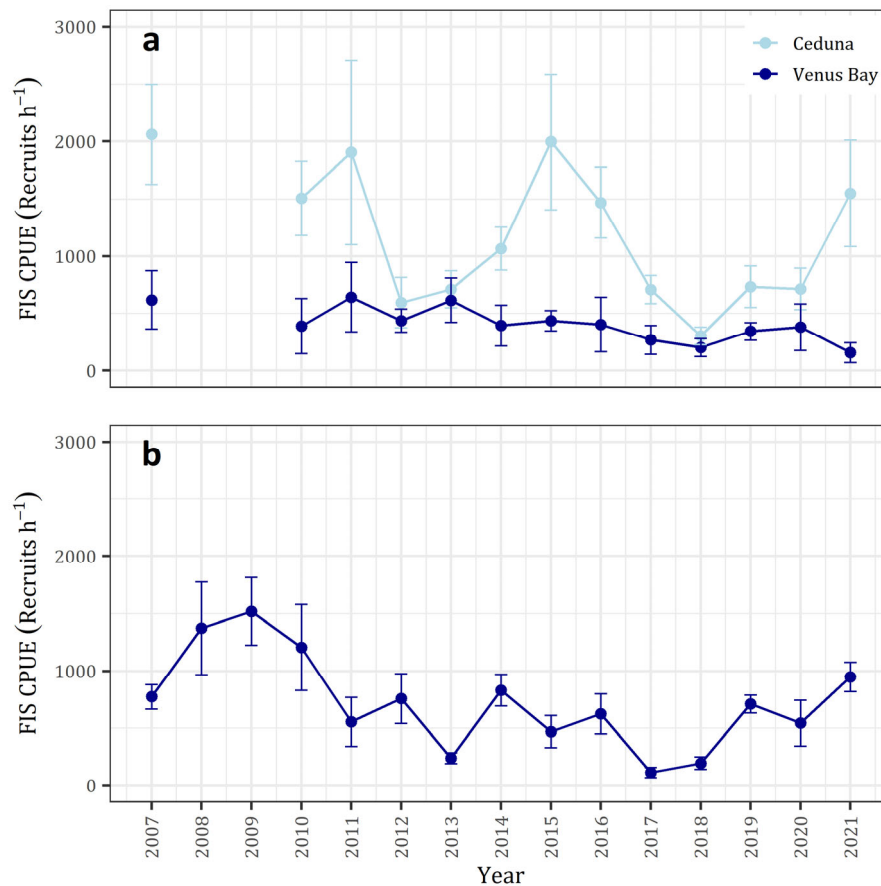 a
Ceduna
Venus Bay
FIS CPUE (Recruits h⁻¹)
3000
2000
1000
0
b
FIS CPUE (Recruits h⁻¹)
3000
2000
1000
0
2007 2008 2009 2010 2011 2012 2013 2014 2015 2016 2017 2018 2019 2020 2021
Year